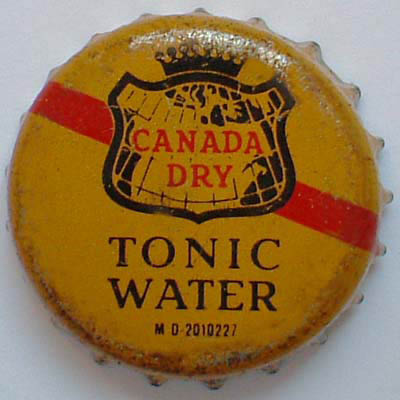 CANADA
DRY
TONIC
WATER
M D-2010227